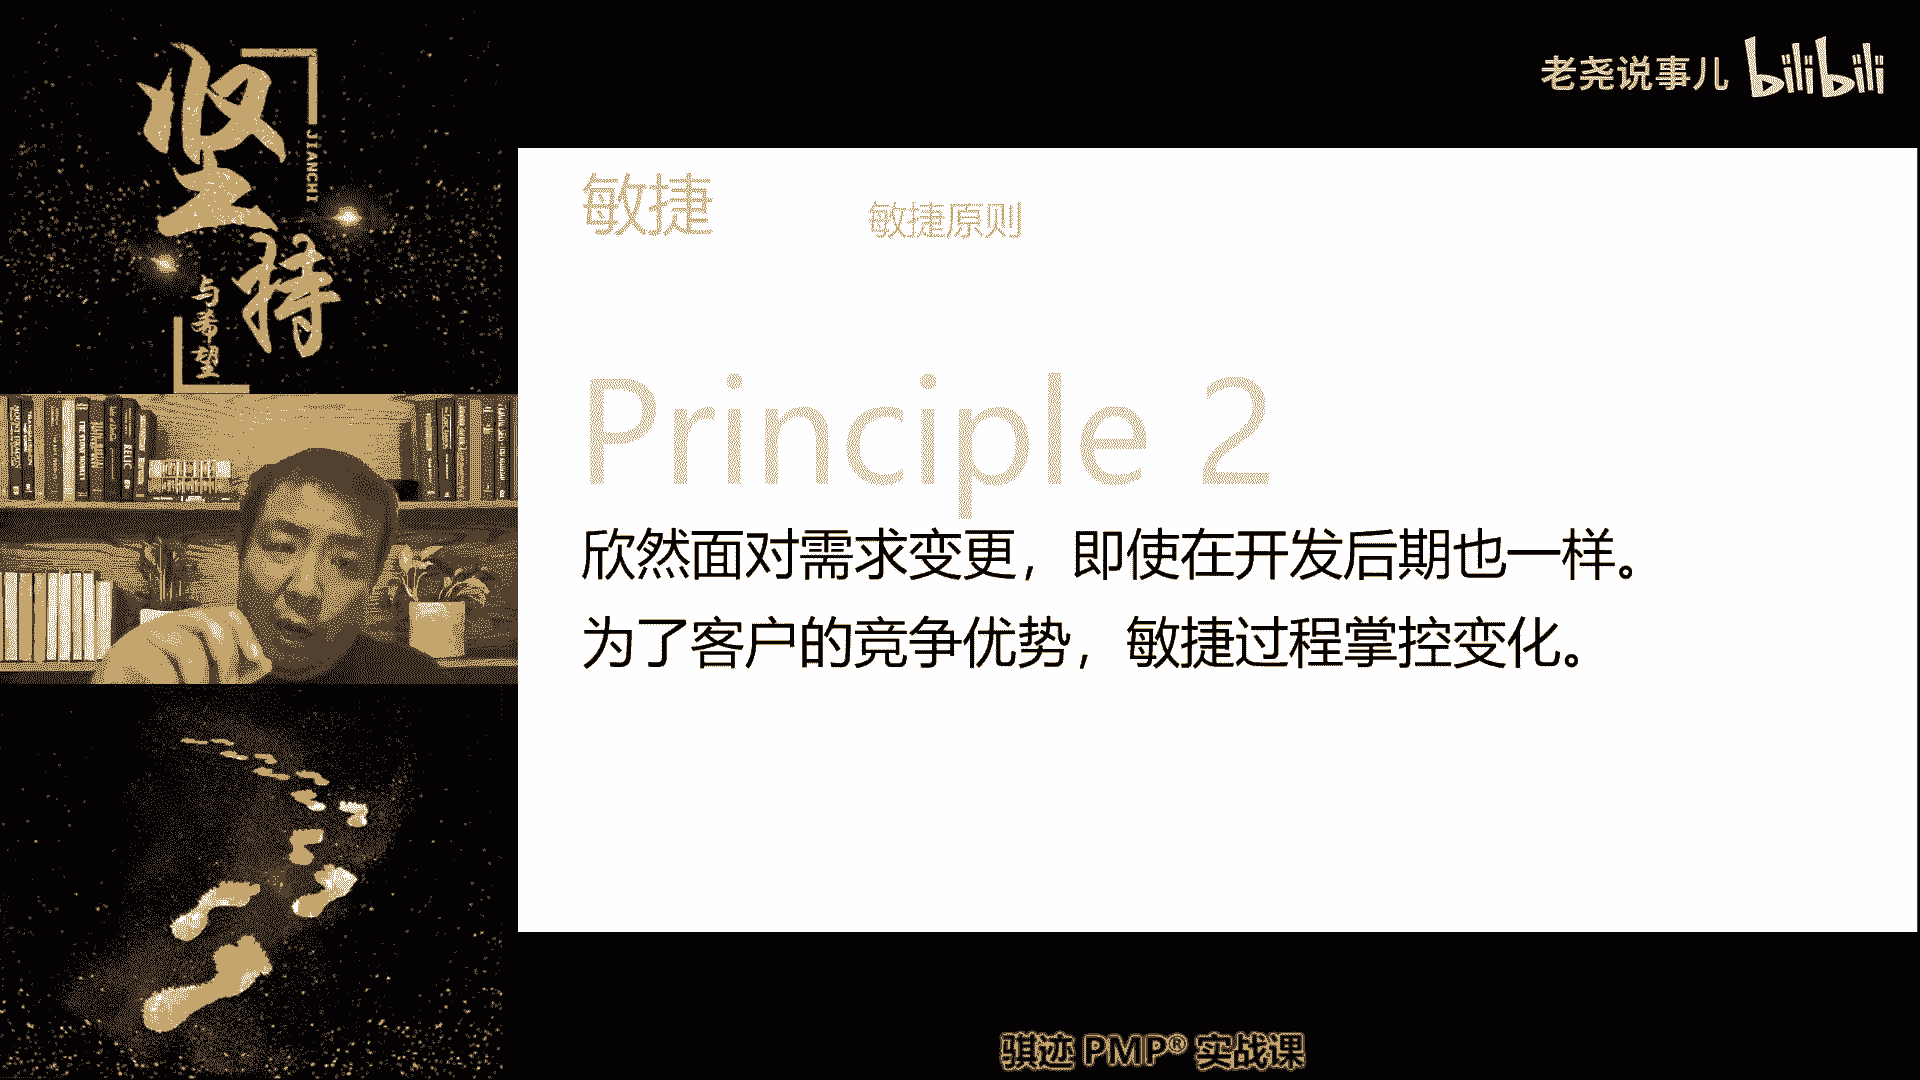 坚持
JIANCHI
与希望
老尧说事儿 bilibili
敏捷
敏捷原则
Principle 2
欣然面对需求变更，即使在开发后期也一样。
为了客户的竞争优势，敏捷过程掌控变化。
骐迹 PMP® 实战课